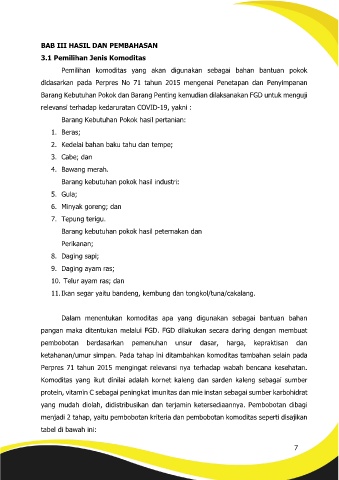 BAB III HASIL DAN PEMBAHASAN
3.1 Pemilihan Jenis Komoditas
Pemilihan komoditas yang akan digunakan sebagai bahan bantuan pokok
didasarkan pada Perpres No 71 tahun 2015 mengenai Penetapan dan Penyimpanan
Barang Kebutuhan Pokok dan Barang Penting kemudian dilaksanakan FGD untuk menguji
relevansi terhadap kedaruratan COVID-19, yakni :
Barang Kebutuhan Pokok hasil pertanian:
1. Beras;
2. Kedelai bahan baku tahu dan tempe;
3. Cabe; dan
4. Bawang merah.
Barang kebutuhan pokok hasil industri:
5. Gula;
6. Minyak goreng; dan
7. Tepung terigu.
Barang kebutuhan pokok hasil peternakan dan
Perikanan;
8. Daging sapi;
9. Daging ayam ras;
10. Telur ayam ras; dan
11. Ikan segar yaitu bandeng, kembung dan tongkol/tuna/cakalang.
Dalam menentukan komoditas apa yang digunakan sebagai bantuan bahan
pangan maka ditentukan melalui FGD. FGD dilakukan secara daring dengan membuat
pembobotan berdasarkan pemenuhan unsur dasar, harga, kepraktisan dan
ketahanan/umur simpan. Pada tahap ini ditambahkan komoditas tambahan selain pada
Perpres 71 tahun 2015 mengingat relevansi nya terhadap wabah bencana kesehatan.
Komoditas yang ikut dinilai adalah kornet kaleng dan sarden kaleng sebagai sumber
protein, vitamin C sebagai peningkat imunitas dan mie instan sebagai sumber karbohidrat
yang mudah diolah, didistribusikan dan terjamin ketersediaannya. Pembobotan dibagi
menjadi 2 tahap, yaitu pembobotan kriteria dan pembobotan komoditas seperti disajikan
tabel di bawah ini:
7